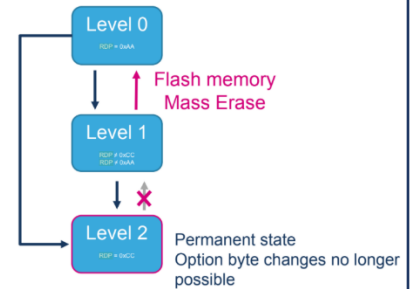 Level 0
RDP = 0xAA
Flash memory
Mass Erase
Level 1
RDP ≠ 0xCC
RDP ≠ 0xAA
Level 2
RDP = 0xCC
Permanent state
Option byte changes no longer
possible